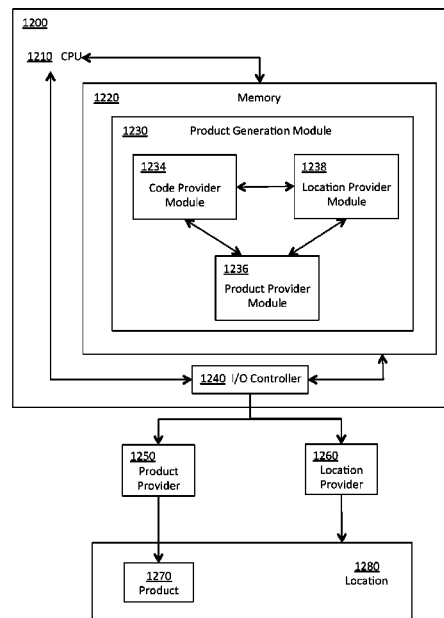 1200
1210 CPU
1220 Memory
1230 Product Generation Module
1234
Code Provider
Module
1238
Location Provider
Module
1236
Product Provider
Module
1240 I/O Controller
1250
Product
Provider
1260
Location
Provider
1270
Product
1280
Location